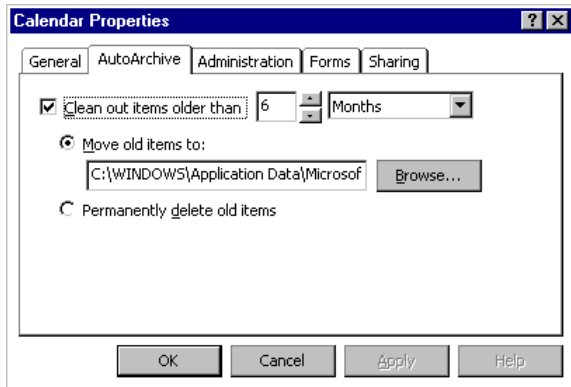 Calendar Properties
General AutoArchive Administration Forms Sharing
Clean out items older than 6 Months
Move old items to:
C:\WINDOWS\Application Data\Microsof Browse...
Permanently delete old items
OK Cancel Apply Help